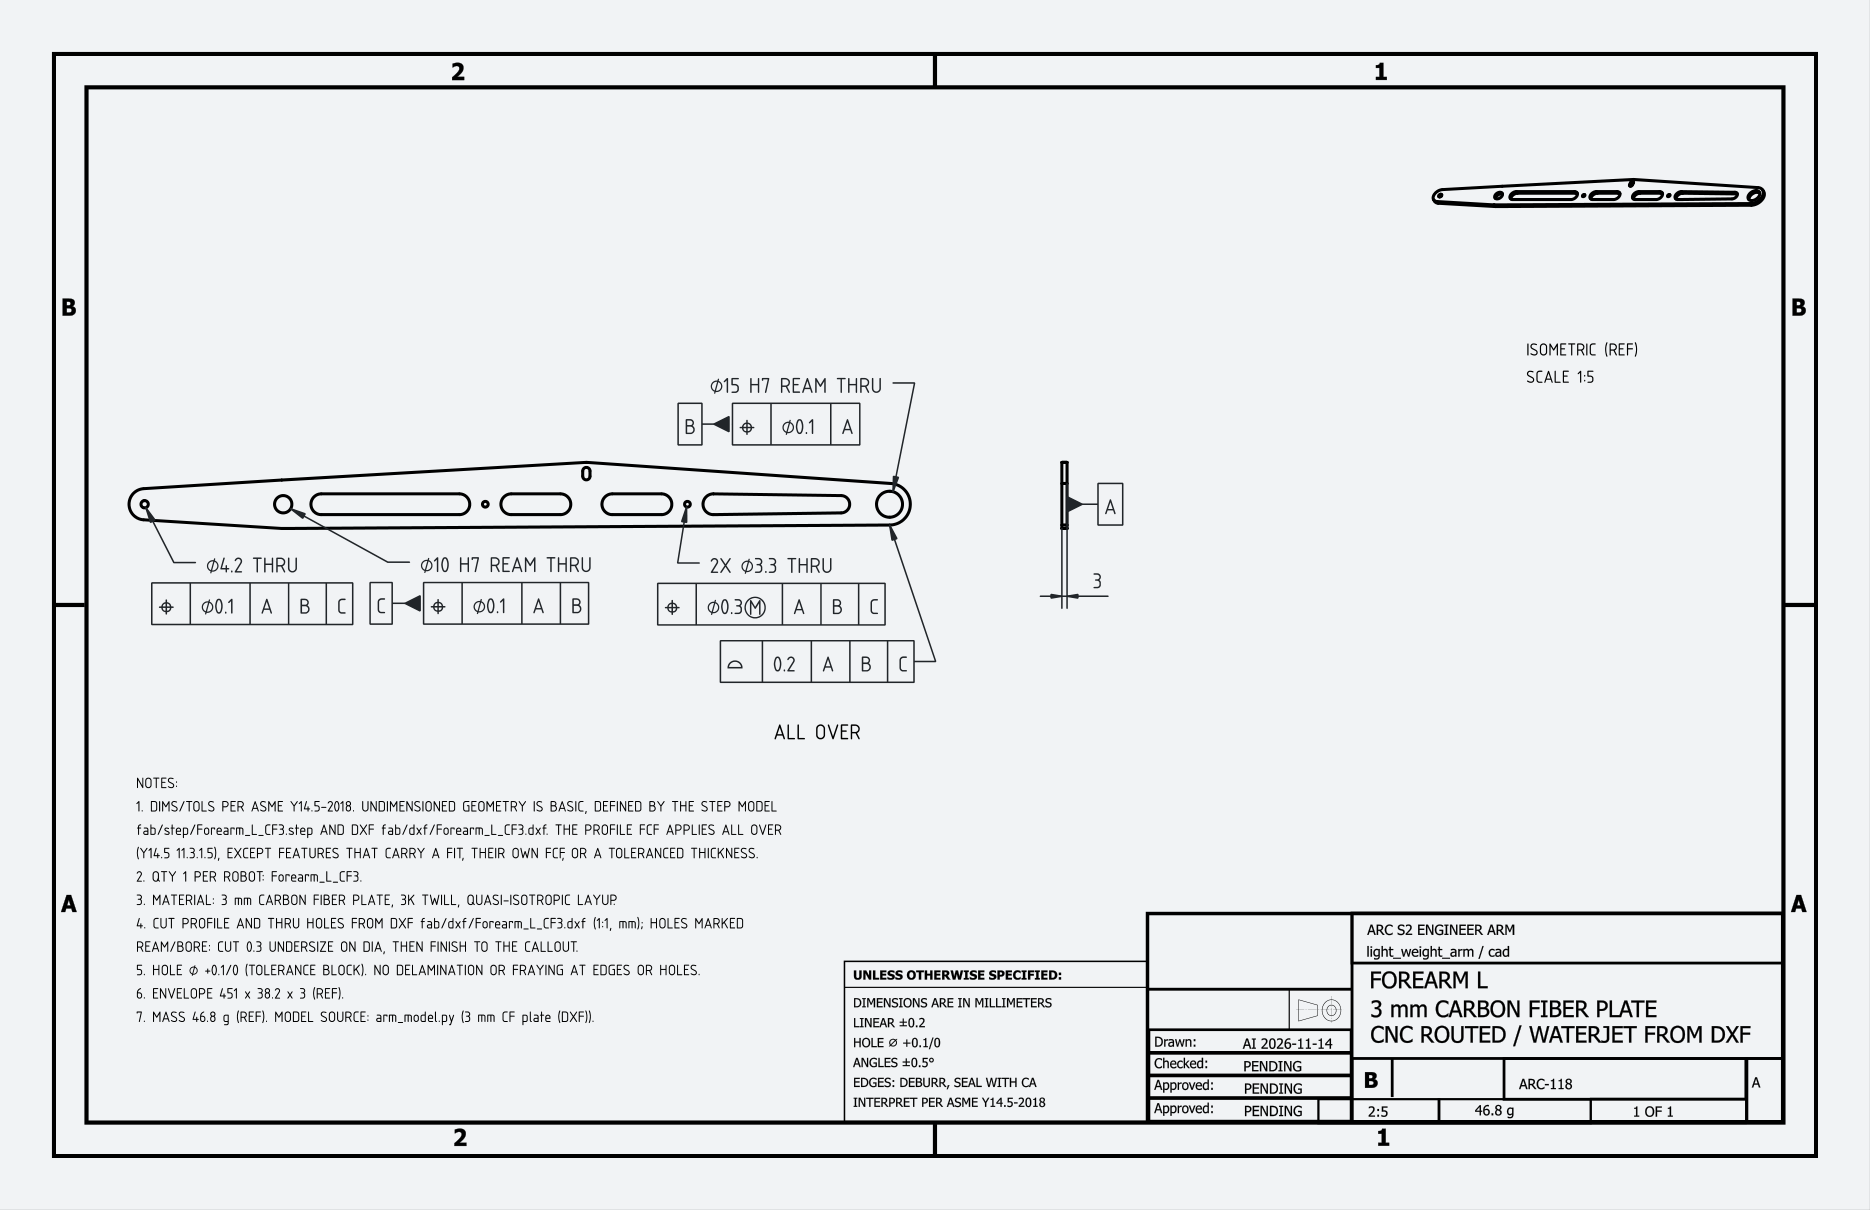 2
1
B
B
ISOMETRIC (REF)
SCALE 1:5
⌀15 H7 REAM THRU
B ⌖ ⌀0.1 A
0
A
3
⌀4.2 THRU
⌖ ⌀0.1 A B C
⌀10 H7 REAM THRU
C ⌖ ⌀0.1 A B
2X ⌀3.3 THRU
⌖ ⌀0.3Ⓜ A B C
⌓ 0.2 A B C
ALL OVER
NOTES:
1. DIMS/TOLS PER ASME Y14.5-2018. UNDIMENSIONED GEOMETRY IS BASIC, DEFINED BY THE STEP MODEL
fab/step/Forearm_L_CF3.step AND DXF fab/dxf/Forearm_L_CF3.dxf. THE PROFILE FCF APPLIES ALL OVER
(Y14.5 11.3.1.5), EXCEPT FEATURES THAT CARRY A FIT, THEIR OWN FCF, OR A TOLERANCED THICKNESS.
2. QTY 1 PER ROBOT: Forearm_L_CF3.
3. MATERIAL: 3 mm CARBON FIBER PLATE, 3K TWILL, QUASI-ISOTROPIC LAYUP.
4. CUT PROFILE AND THRU HOLES FROM DXF fab/dxf/Forearm_L_CF3.dxf (1:1, mm); HOLES MARKED
REAM/BORE: CUT 0.3 UNDERSIZE ON DIA, THEN FINISH TO THE CALLOUT.
5. HOLE ⌀ +0.1/0 (TOLERANCE BLOCK). NO DELAMINATION OR FRAYING AT EDGES OR HOLES.
6. ENVELOPE 451 x 38.2 x 3 (REF).
7. MASS 46.8 g (REF). MODEL SOURCE: arm_model.py (3 mm CF plate (DXF)).
A
A
UNLESS OTHERWISE SPECIFIED:
DIMENSIONS ARE IN MILLIMETERS
LINEAR ±0.2
HOLE ⌀ +0.1/0
ANGLES ±0.5°
EDGES: DEBURR, SEAL WITH CA
INTERPRET PER ASME Y14.5-2018
Drawn: AI 2026-11-14
Checked: PENDING
Approved: PENDING
Approved: PENDING
ARC S2 ENGINEER ARM
light_weight_arm / cad
FOREARM L
3 mm CARBON FIBER PLATE
CNC ROUTED / WATERJET FROM DXF
B ARC-118 A
2:5 46.8 g 1 OF 1
2
1